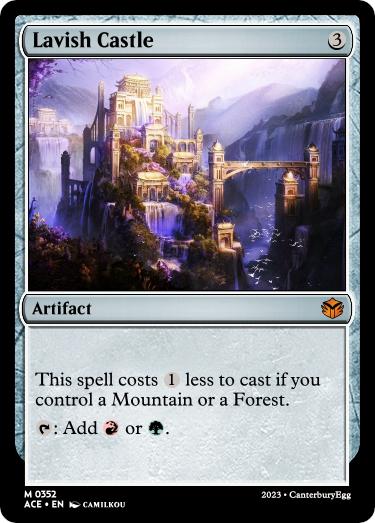 Lavish Castle 3
Artifact
This spell costs 1 less to cast if you
control a Mountain or a Forest.
: Add or .
M 0352
ACE • EN CAMILKOU
2023 • CanterburyEgg